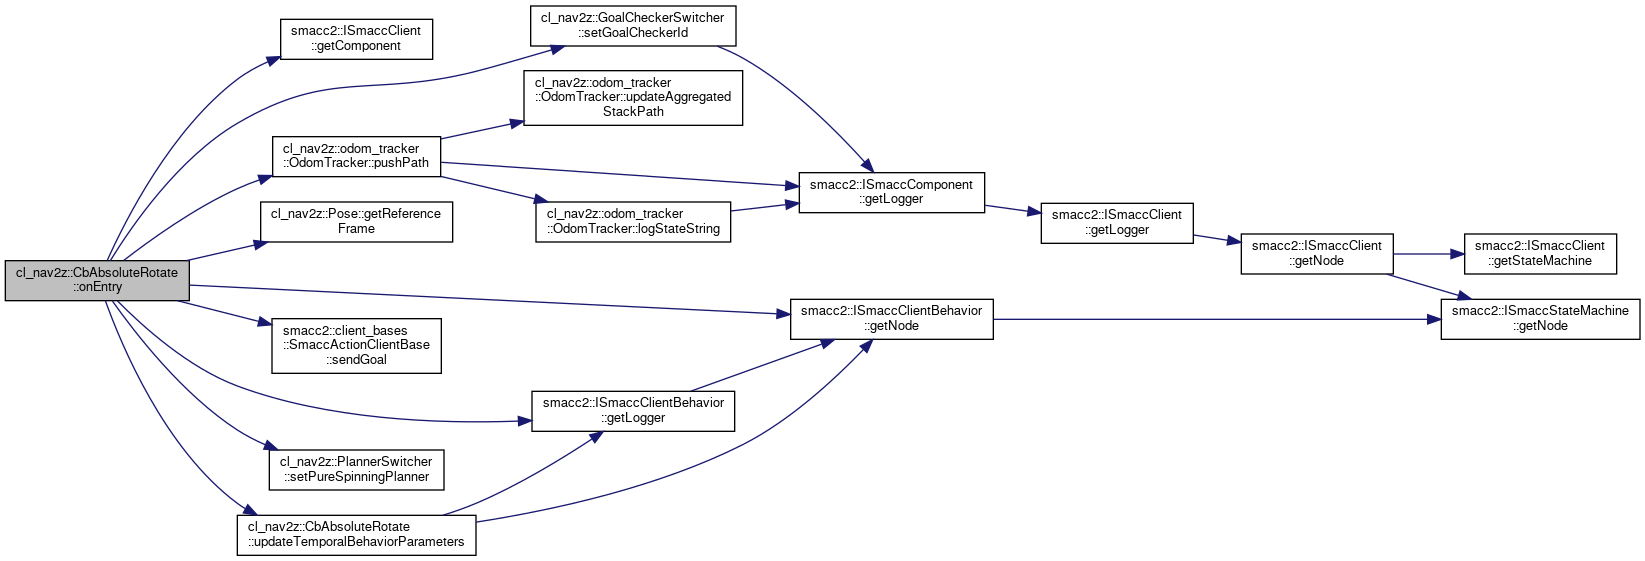 smacc2::ISmaccClient
::getComponent
cl_nav2z::GoalCheckerSwitcher
::setGoalCheckerId
cl_nav2z::odom_tracker
::OdomTracker::updateAggregated
StackPath
cl_nav2z::odom_tracker
::OdomTracker::pushPath
smacc2::ISmaccComponent
::getLogger
cl_nav2z::Pose::getReference
Frame
cl_nav2z::odom_tracker
::OdomTracker::logStateString
smacc2::ISmaccClient
::getLogger
smacc2::ISmaccClient
::getNode
smacc2::ISmaccClient
::getStateMachine
cl_nav2z::CbAbsoluteRotate
::onEntry
smacc2::ISmaccClientBehavior
::getNode
smacc2::ISmaccStateMachine
::getNode
smacc2::client_bases
::SmaccActionClientBase
::sendGoal
smacc2::ISmaccClientBehavior
::getLogger
cl_nav2z::PlannerSwitcher
::setPureSpinningPlanner
cl_nav2z::CbAbsoluteRotate
::updateTemporalBehaviorParameters